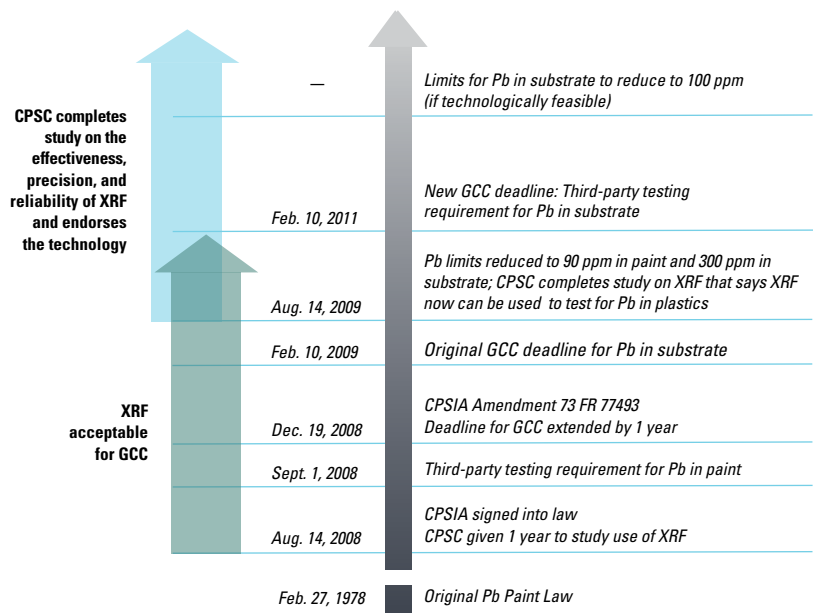 —
Limits for Pb in substrate to reduce to 100 ppm
(if technologically feasible)
CPSC completes
study on the
effectiveness,
precision, and
reliability of XRF
and endorses
the technology
Feb. 10, 2011
New GCC deadline: Third-party testing
requirement for Pb in substrate
Aug. 14, 2009
Pb limits reduced to 90 ppm in paint and 300 ppm in
substrate; CPSC completes study on XRF that says XRF
now can be used to test for Pb in plastics
Feb. 10, 2009
Original GCC deadline for Pb in substrate
XRF
acceptable
for GCC
Dec. 19, 2008
CPSIA Amendment 73 FR 77493
Deadline for GCC extended by 1 year
Sept. 1, 2008
Third-party testing requirement for Pb in paint
Aug. 14, 2008
CPSIA signed into law
CPSC given 1 year to study use of XRF
Feb. 27, 1978
Original Pb Paint Law